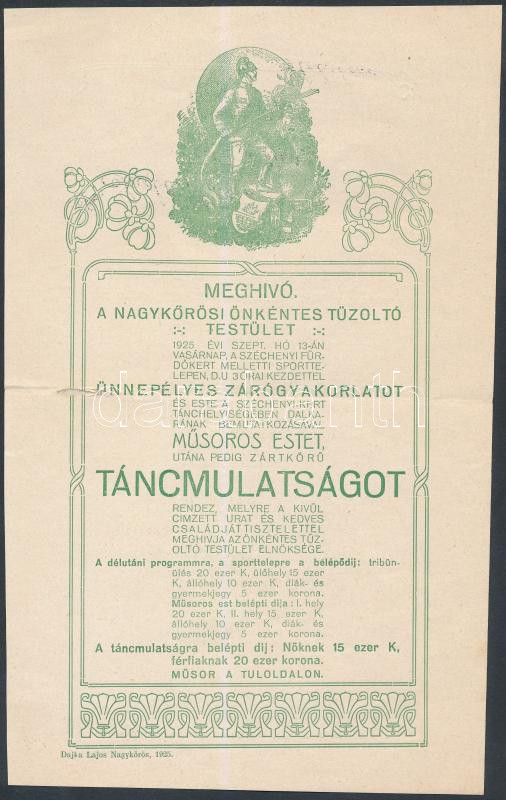 MEGHIVÓ.
A NAGYKŐRÖSI ÖNKÉNTES TŰZOLTÓ
:-: TESTÜLET :-:
1925 ÉVI SZEPT. HÓ 13-ÁN
VASÁRNAP, A SZÉCHENYI FÜR-
DŐKERT MELLETTI SPORTTE-
LEPEN, D.U 3 ÓRAI KEZDETTEL
ÜNNEPÉLYES ZÁRÓGYAKORLATOT
ÉS ESTE A SZÉCHENYI-KERT
TÁNCHELYISÉGÉBEN DALKA-
RÁNAK BEMUTATKOZÁSÁVAL
MŰSOROS ESTET,
UTÁNA PEDIG ZÁRTKÖRŰ
TÁNCMULATSÁGOT
RENDEZ, MELYRE A KIVÜL
CIMZETT URAT ÉS KEDVES
CSALÁDJÁT TISZTELETTEL
MEGHIVJA AZ ÖNKÉNTES TŰZ-
OLTÓ TESTÜLET ELNÖKSÉGE.
A délutáni programmra, a sporttelepre a belépődij: tribün-
ülés 20 ezer K, ülőhely 15 ezer
K, állóhely 10 ezer K, diák- és
gyermekjegy 5 ezer korona.
Műsoros est belépti dija: I. hely
20 ezer K, II. hely 15 ezer K,
állóhely 10 ezer K, diák- és
gyermekjegy 5 ezer korona.
A táncmulatságra belépti dij: Nőknek 15 ezer K,
férfiaknak 20 ezer korona.
MŰSOR A TULOLDALON.
Dajka Lajos Nagykőrös, 1925.
darabanth